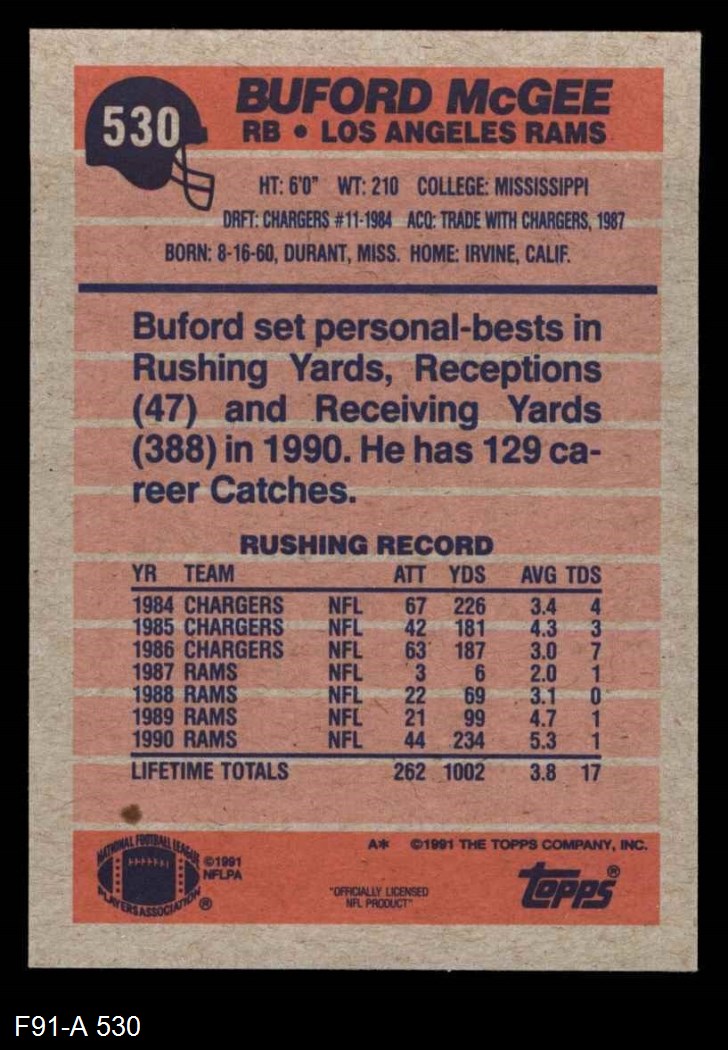 530
BUFORD McGEE
RB • LOS ANGELES RAMS
HT: 6'0" WT: 210 COLLEGE: MISSISSIPPI
DRFT: CHARGERS #11-1984 ACQ: TRADE WITH CHARGERS, 1987
BORN: 8-16-60, DURANT, MISS. HOME: IRVINE, CALIF.
Buford set personal-bests in
Rushing Yards, Receptions
(47) and Receiving Yards
(388) in 1990. He has 129 ca-
reer Catches.
RUSHING RECORD
YR TEAM ATT YDS AVG TDS
1984 CHARGERS NFL 67 226 3.4 4
1985 CHARGERS NFL 42 181 4.3 3
1986 CHARGERS NFL 63 187 3.0 7
1987 RAMS NFL 3 6 2.0 1
1988 RAMS NFL 22 69 3.1 0
1989 RAMS NFL 21 99 4.7 1
1990 RAMS NFL 44 234 5.3 1
LIFETIME TOTALS 262 1002 3.8 17
A* ©1991 THE TOPPS COMPANY, INC.
NATIONAL FOOTBALL LEAGUE
PLAYERS ASSOCIATION ®
©1991
NFLPA
"OFFICIALLY LICENSED
NFL PRODUCT"
topps®
F91-A 530